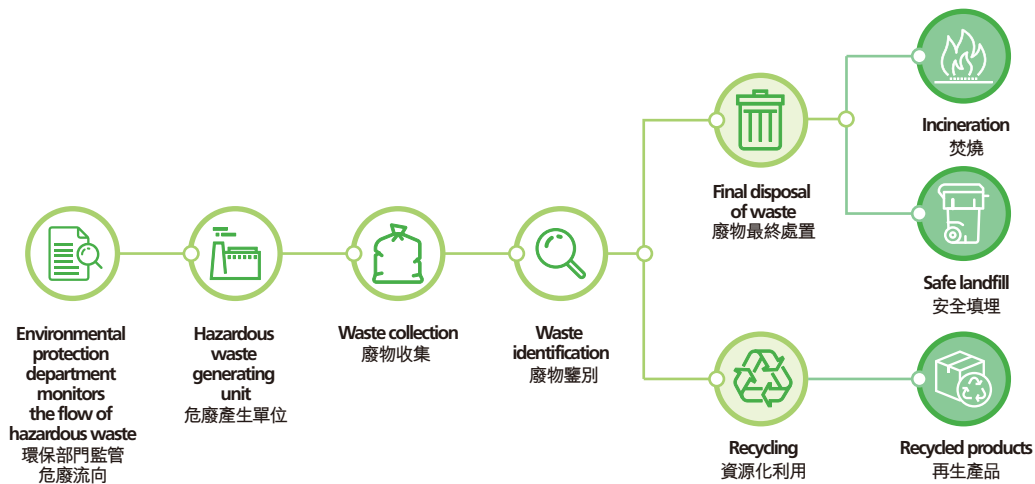 Environmental
protection
department
monitors
the flow of
hazardous waste
環保部門監管
危廢流向
Hazardous
waste
generating
unit
危廢產生單位
Waste collection
廢物收集
Waste
identification
廢物鑒別
Final disposal
of waste
廢物最終處置
Incineration
焚燒
Safe landfill
安全填埋
Recycling
資源化利用
Recycled products
再生產品